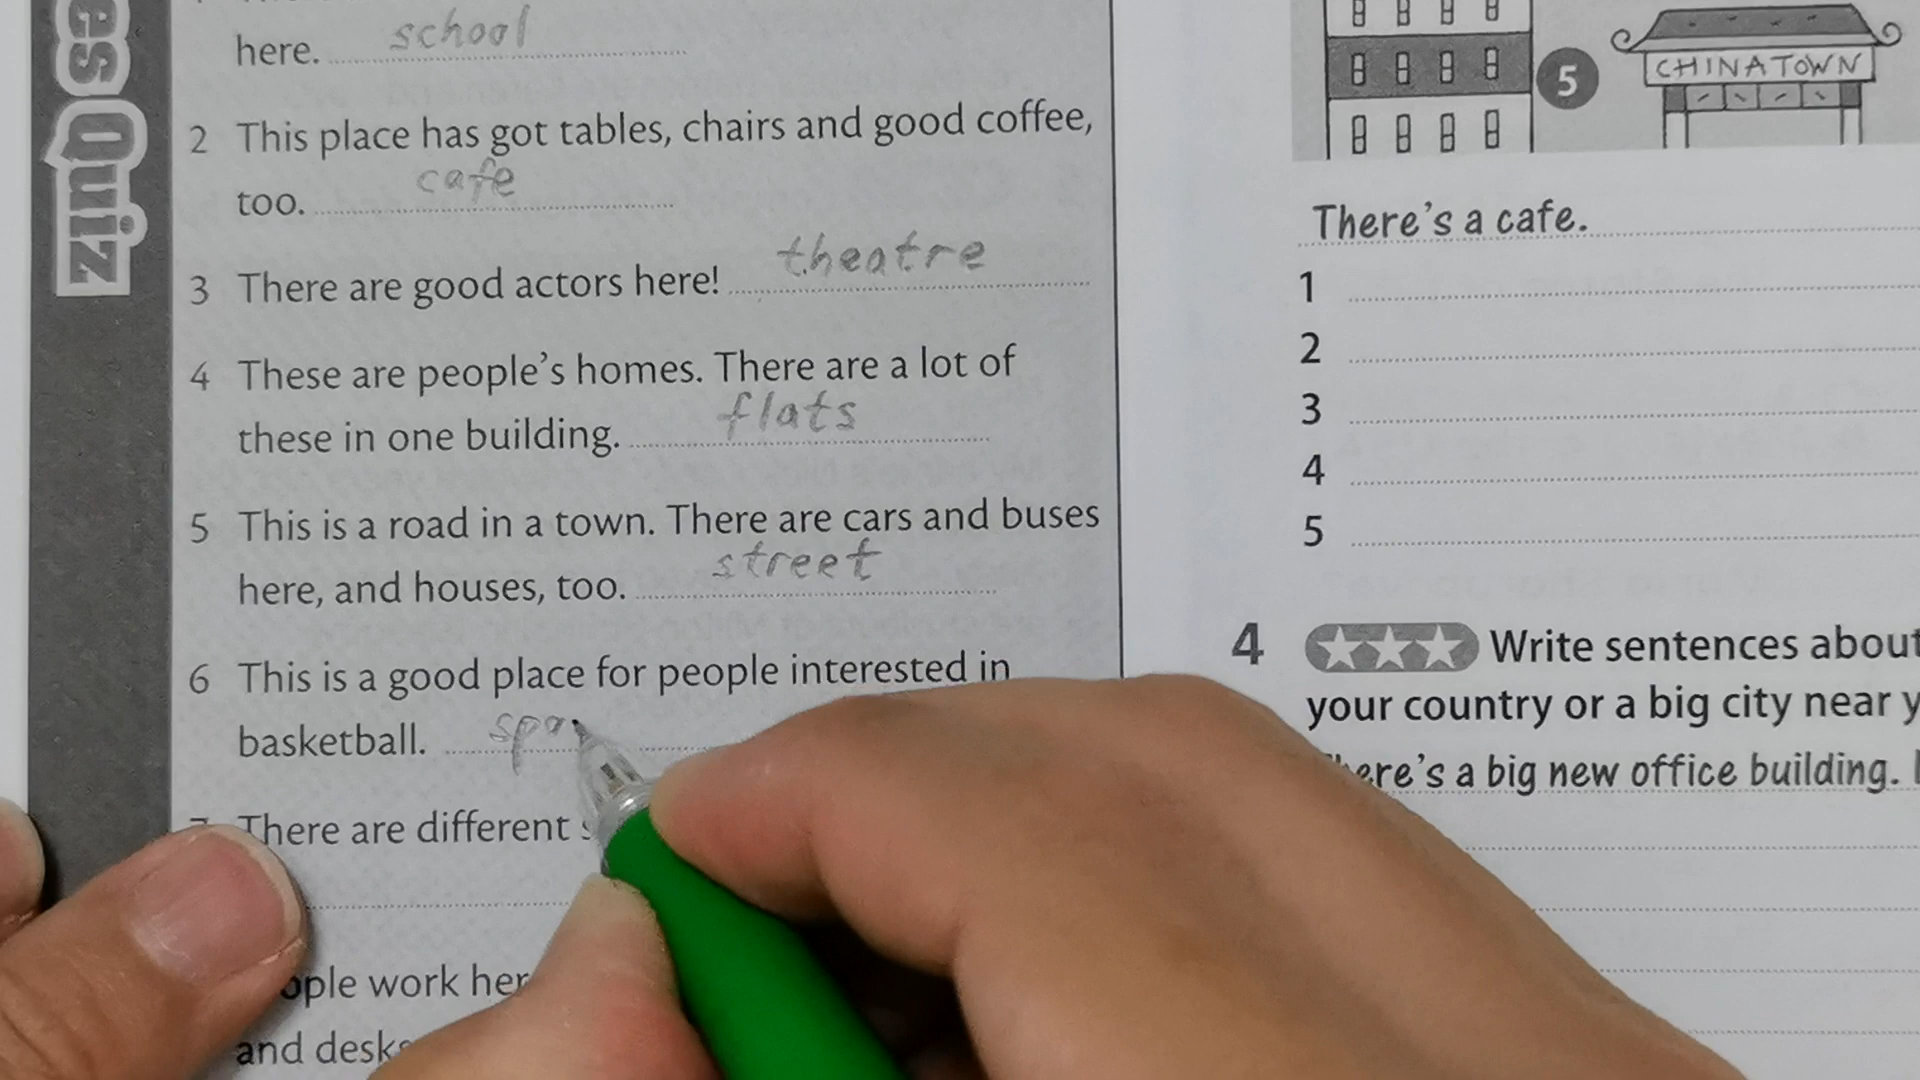 es Quiz
here. school
2 This place has got tables, chairs and good coffee,
too. cafe
3 There are good actors here! theatre
4 These are people's homes. There are a lot of
these in one building. flats
5 This is a road in a town. There are cars and buses
here, and houses, too. street
6 This is a good place for people interested in
basketball. spo
There are different
ople work her
and desks
5
CHINATOWN
There's a cafe.
1
2
3
4
5
4 Write sentences about
your country or a big city near y
here's a big new office building.